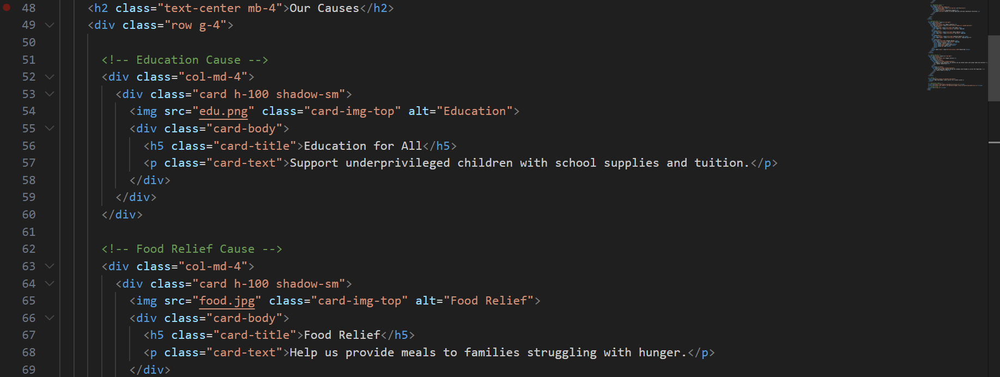 48 <h2 class="text-center mb-4">Our Causes</h2>
49 <div class="row g-4">
50
51 <!-- Education Cause -->
52 <div class="col-md-4">
53 <div class="card h-100 shadow-sm">
54 <img src="edu.png" class="card-img-top" alt="Education">
55 <div class="card-body">
56 <h5 class="card-title">Education for All</h5>
57 <p class="card-text">Support underprivileged children with school supplies and tuition.</p>
58 </div>
59 </div>
60 </div>
61
62 <!-- Food Relief Cause -->
63 <div class="col-md-4">
64 <div class="card h-100 shadow-sm">
65 <img src="food.jpg" class="card-img-top" alt="Food Relief">
66 <div class="card-body">
67 <h5 class="card-title">Food Relief</h5>
68 <p class="card-text">Help us provide meals to families struggling with hunger.</p>
69 </div>